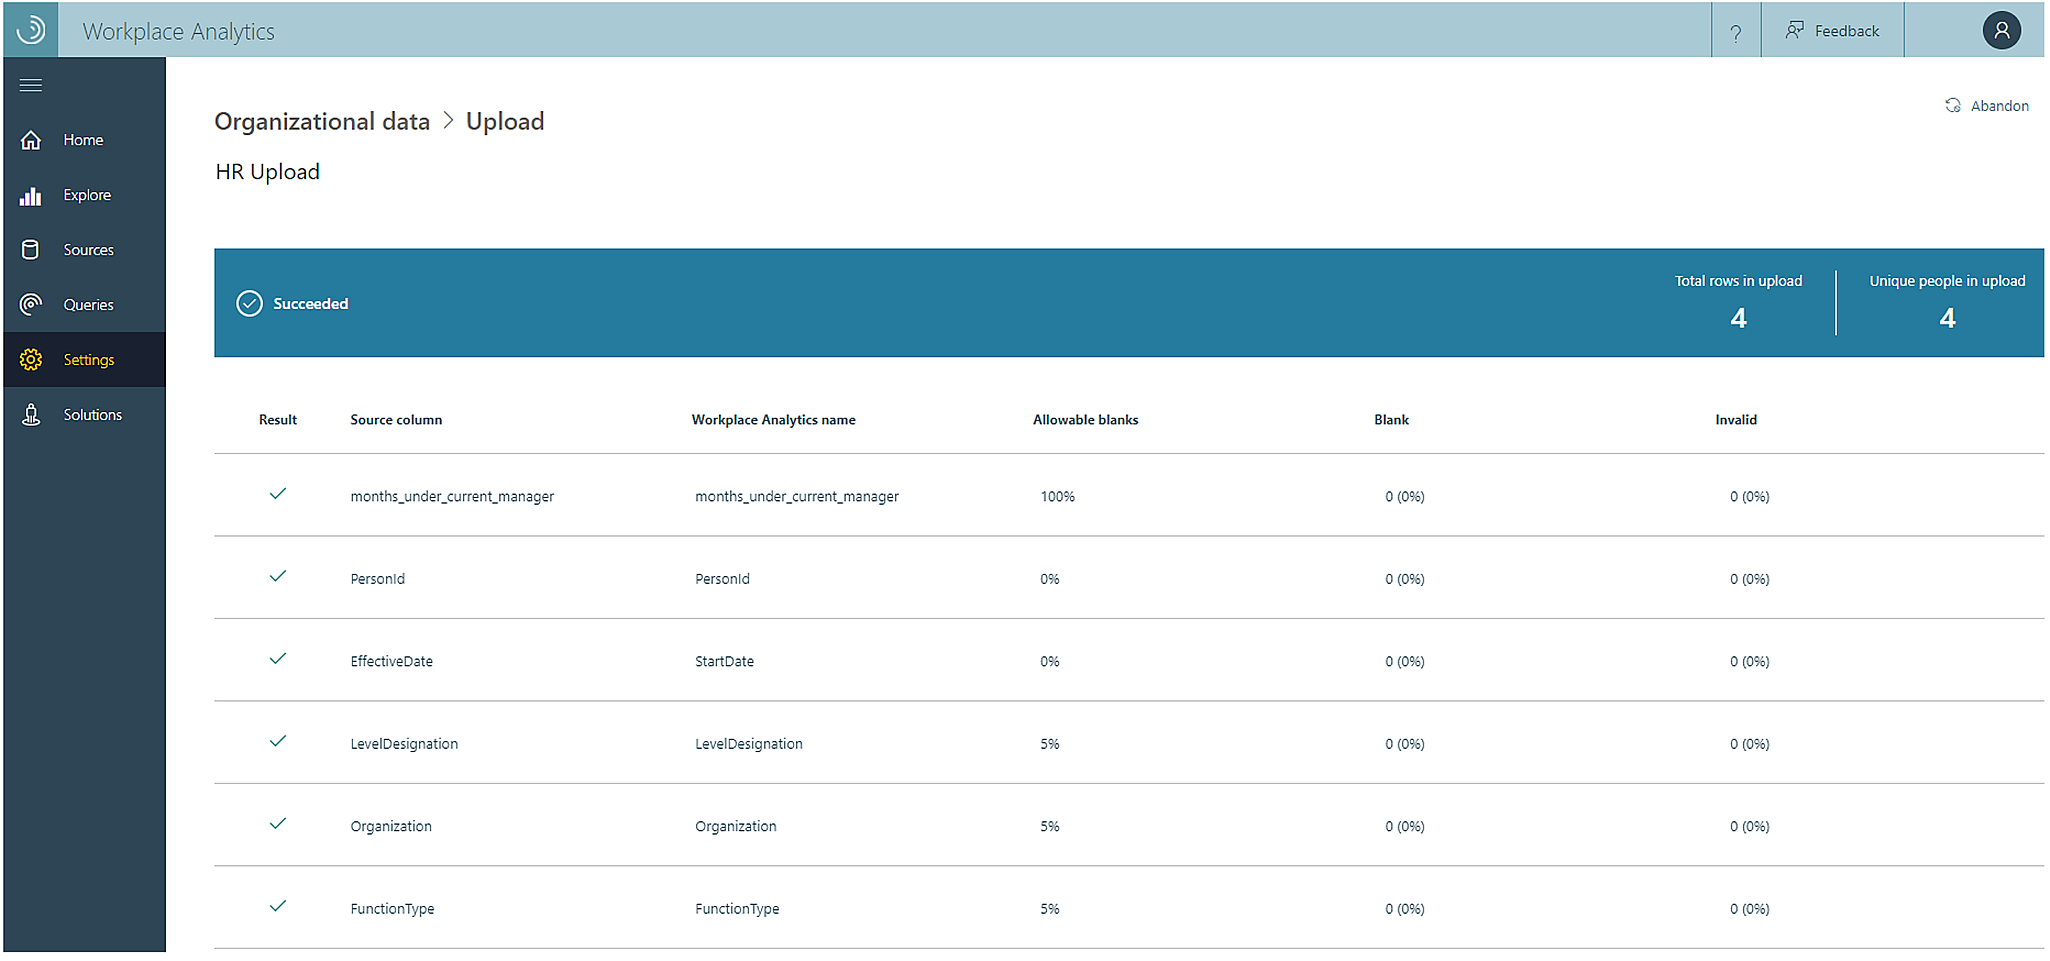 Workplace Analytics
? Feedback
Abandon
Home
Explore
Sources
Queries
Settings
Solutions
Organizational data > Upload
HR Upload
Succeeded
Total rows in upload
4
Unique people in upload
4
Result Source column Workplace Analytics name Allowable blanks Blank Invalid
months_under_current_manager months_under_current_manager 100% 0 (0%) 0 (0%)
PersonId PersonId 0% 0 (0%) 0 (0%)
EffectiveDate StartDate 0% 0 (0%) 0 (0%)
LevelDesignation LevelDesignation 5% 0 (0%) 0 (0%)
Organization Organization 5% 0 (0%) 0 (0%)
FunctionType FunctionType 5% 0 (0%) 0 (0%)